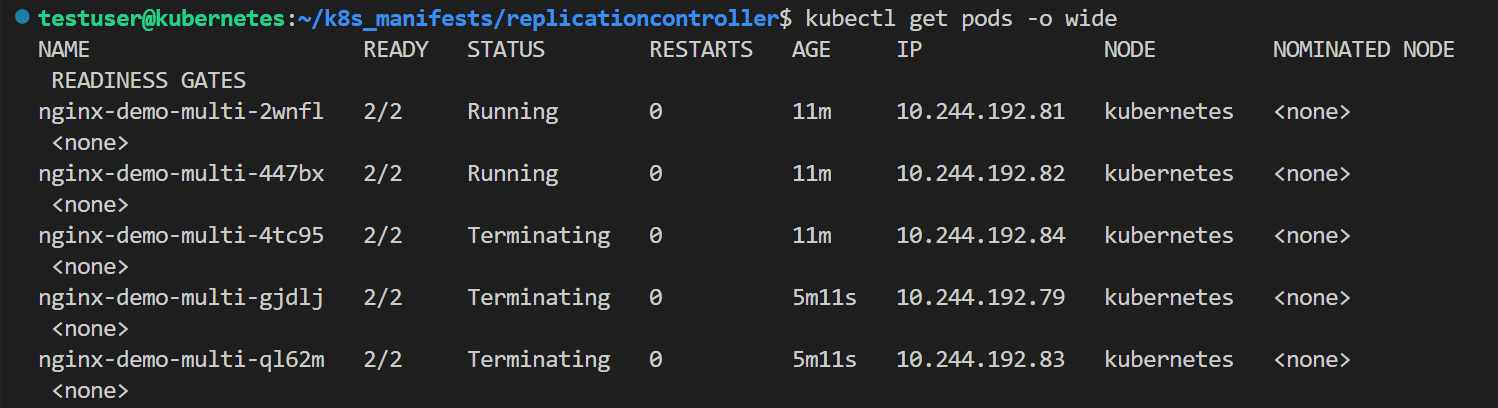 testuser@kubernetes:~/k8s_manifests/replicationcontroller$ kubectl get pods -o wide
NAME                     READY   STATUS        RESTARTS   AGE     IP              NODE         NOMINATED NODE
 READINESS GATES
nginx-demo-multi-2wnfl   2/2     Running       0          11m     10.244.192.81   kubernetes   <none>
 <none>
nginx-demo-multi-447bx   2/2     Running       0          11m     10.244.192.82   kubernetes   <none>
 <none>
nginx-demo-multi-4tc95   2/2     Terminating   0          11m     10.244.192.84   kubernetes   <none>
 <none>
nginx-demo-multi-gjdlj   2/2     Terminating   0          5m11s   10.244.192.79   kubernetes   <none>
 <none>
nginx-demo-multi-ql62m   2/2     Terminating   0          5m11s   10.244.192.83   kubernetes   <none>
 <none>